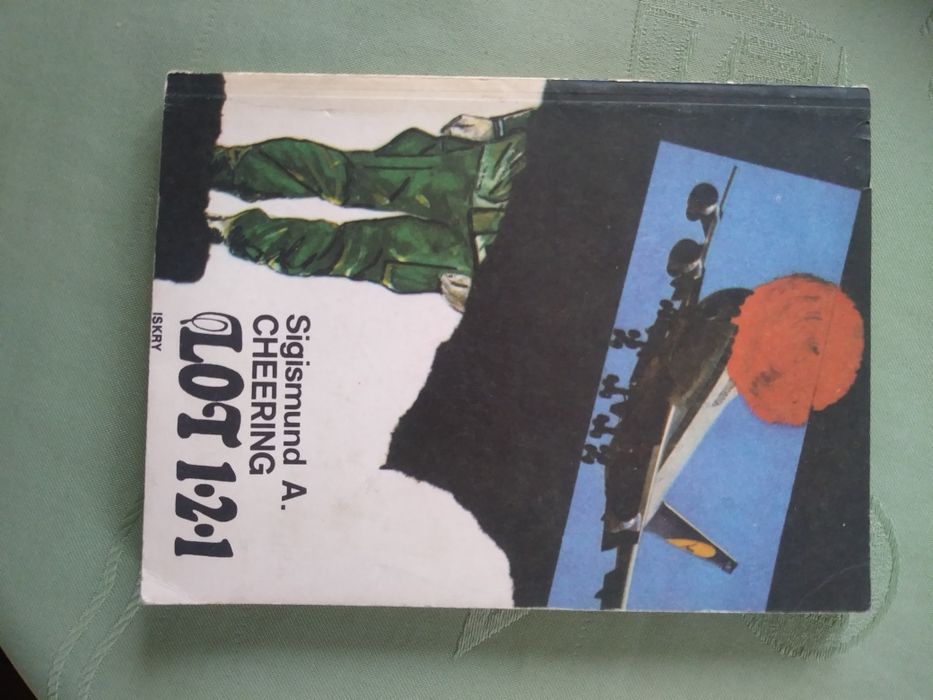 Sigismund A.
CHEERING
LOT 1·2·1
ISKRY